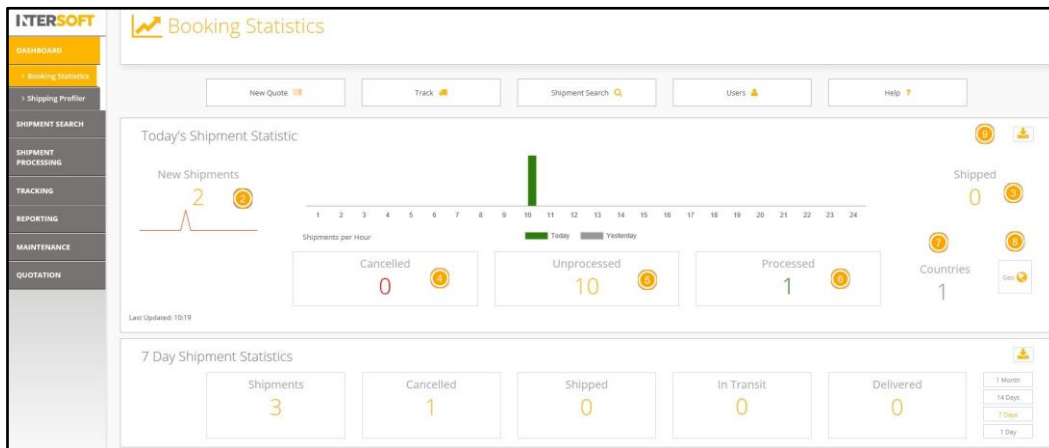 INTERSOFT
DASHBOARD
> Booking Statistics
> Shipping Profiler
SHIPMENT SEARCH
SHIPMENT
PROCESSING
TRACKING
REPORTING
MAINTENANCE
QUOTATION
Booking Statistics
New Quote
Track
Shipment Search
Users
Help ?
Today's Shipment Statistic
9
New Shipments
2
2
1 2 3 4 5 6 7 8 9 10 11 12 13 14 15 16 17 18 19 20 21 22 23 24
Shipments per Hour
Today Yesterday
Shipped
0
3
Cancelled
0
4
Unprocessed
10
5
Processed
1
6
7
Countries
1
8
Geo
Last Updated: 10:19
7 Day Shipment Statistics
Shipments
3
Cancelled
1
Shipped
0
In Transit
0
Delivered
0
1 Month
14 Days
7 Days
1 Day